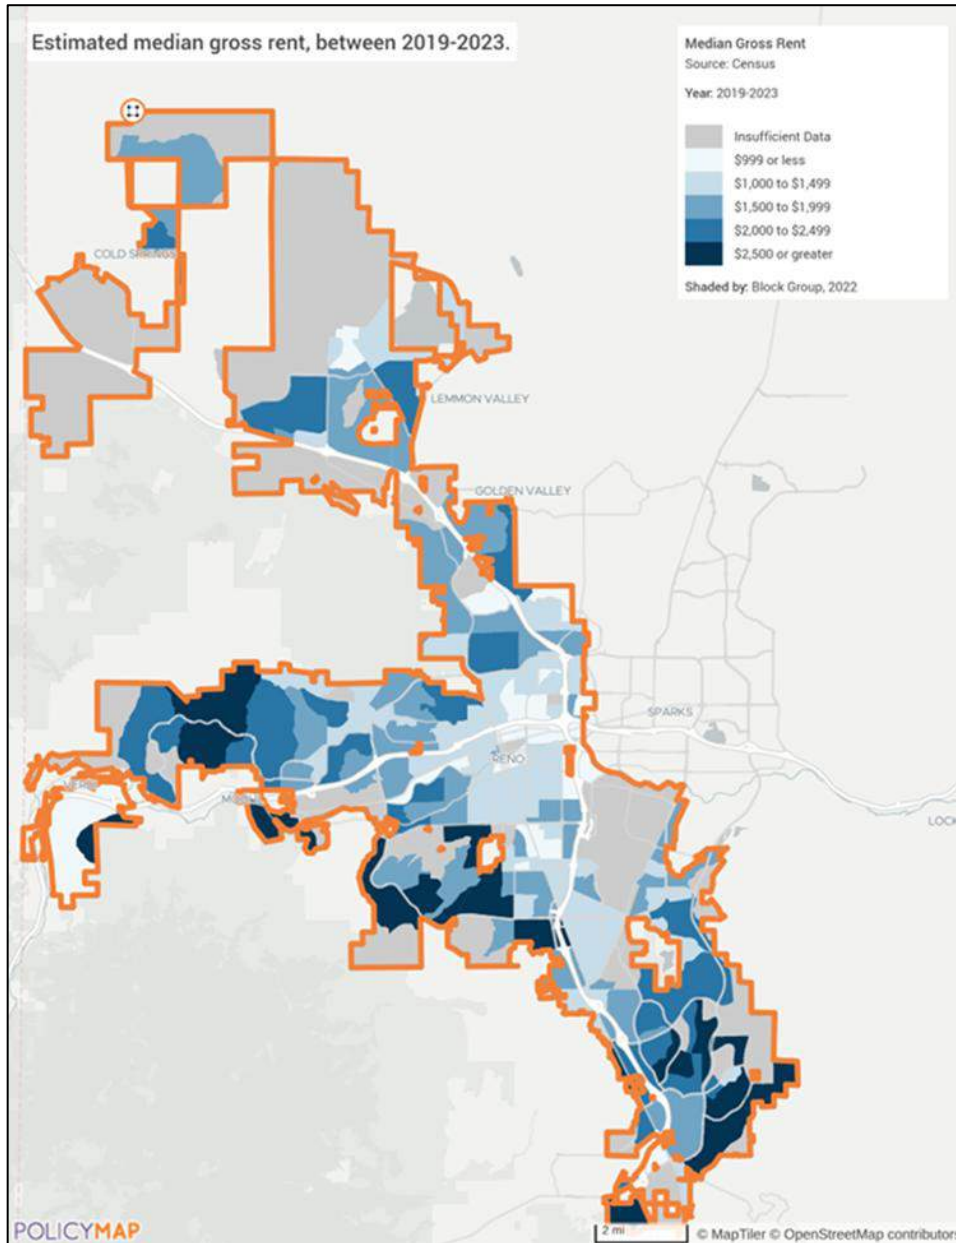 Estimated median gross rent, between 2019-2023.
Median Gross Rent
Source: Census
Year: 2019-2023
Insufficient Data
$999 or less
$1,000 to $1,499
$1,500 to $1,999
$2,000 to $2,499
$2,500 or greater
Shaded by: Block Group, 2022
COLD SPRINGS
LEMMON VALLEY
GOLDEN VALLEY
SPARKS
RENO
LOCK
2 mi
POLICYMAP
© MapTiler © OpenStreetMap contributors